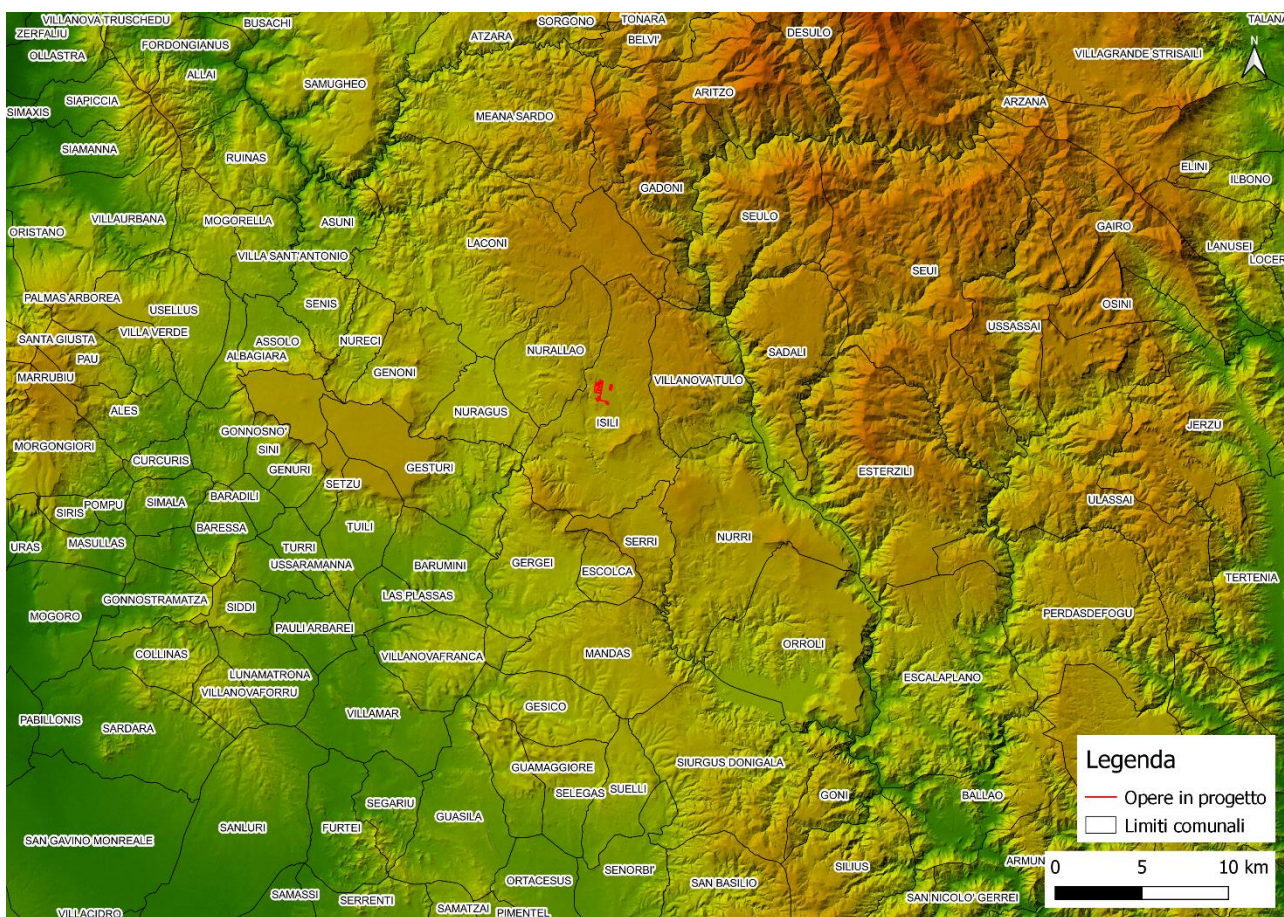 VILLANOVA TRUSCHEDU
BUSACHI
SORGONO
TONARA
TALANA
ZERFALIU
ATZARA
BELVI'
DESULO
OLLASTRA
FORDONGIANUS
VILLAGRANDE STRISAILI
N
ALLAI
SAMUGHEO
ARITZO
SIAPICCIA
ARZANA
SIMAXIS
MEANA SARDO
SIAMANNA
RUINAS
ELINI
ILBONO
GADONI
VILLAURBANA
MOGORELLA
ASUNI
SEULO
ORISTANO
GAIRO
LACONI
LANUSEI
VILLA SANT'ANTONIO
LOCER
SEUI
PALMAS ARBOREA
USELLUS
SENIS
OSINI
VILLA VERDE
USSASSAI
SANTA GIUSTA
ASSOLO
NURECI
NURALLAO
SADALI
PAU
ALBAGIARA
GENONI
MARRUBIU
VILLANOVA TULO
ALES
NURAGUS
ISILI
JERZU
GONNOSNO'
MORGONGIORI
SINI
CURCURIS
GENURI
GESTURI
ESTERZILI
SETZU
BARADILI
ULASSAI
POMPU
SIMALA
SIRIS
BARESSA
TUILI
NURRI
MASULLAS
SERRI
URAS
TURRI
USSARAMANNA
BARUMINI
GERGEI
ESCOLCA
TERTENIA
LAS PLASSAS
GONNOSTRAMATZA
SIDDI
MOGORO
PERDASDEFOGU
PAULI ARBAREI
ORROLI
COLLINAS
VILLANOVAFRANCA
MANDAS
LUNAMATRONA
ESCALAPLANO
VILLANOVAFORRU
GESICO
VILLAMAR
PABILLONIS
SARDARA
SIURGUS DONIGALA
GUAMAGGIORE
SUELLI
SELEGAS
GONI
BALLAO
SEGARIU
GUASILA
SANLURI
FURTEI
SAN GAVINO MONREALE
ARMUN
SENORBI'
SILIUS
ORTACESUS
SAN BASILIO
SAMASSI
SERRENTI
SAN NICOLO' GERREI
SAMATZAI
PIMENTEL
VILLACIDRO
Legenda
Opere in progetto
Limiti comunali
0 5 10 km